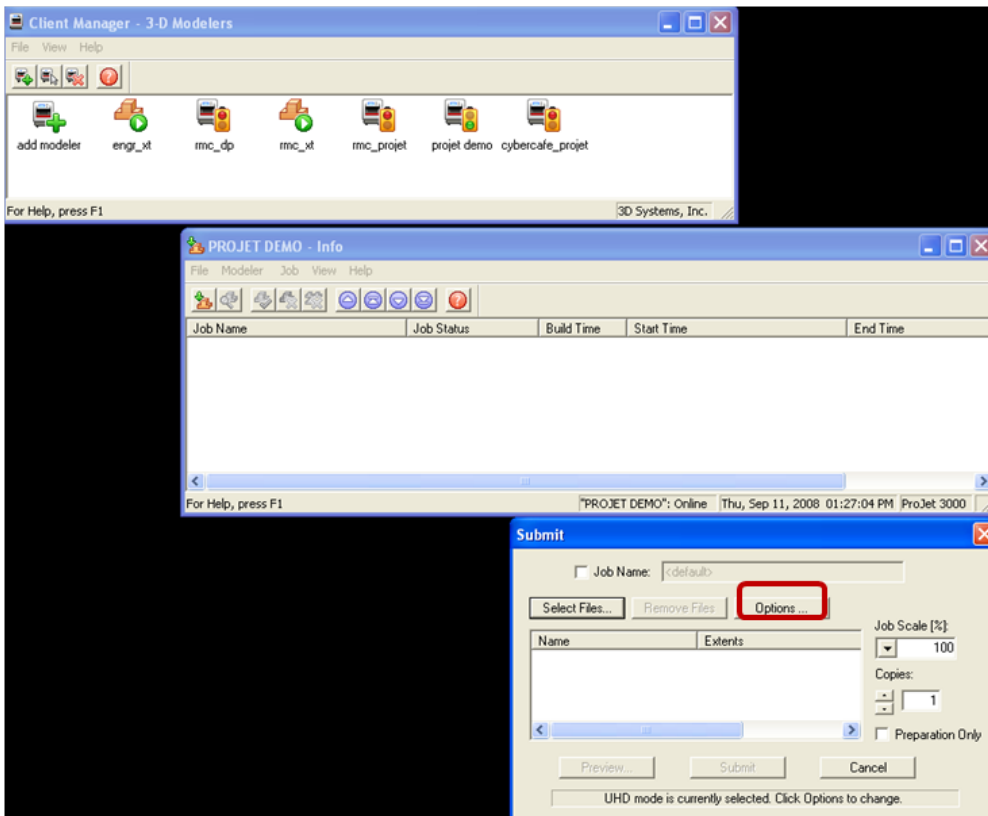 Client Manager - 3-D Modelers
File View Help
add modeler engr_xt rmc_dp rmc_xt rmc_projet projet demo cybercafe_projet
For Help, press F1 3D Systems, Inc.
PROJET DEMO - Info
File Modeler Job View Help
Job Name Job Status Build Time Start Time End Time
For Help, press F1 "PROJET DEMO": Online Thu, Sep 11, 2008 01:27:04 PM ProJet 3000
Submit
Job Name: <default>
Select Files... Remove Files Options ...
Job Scale [%]:
Name Extents
100
Copies:
1
Preparation Only
Preview... Submit Cancel
UHD mode is currently selected. Click Options to change.